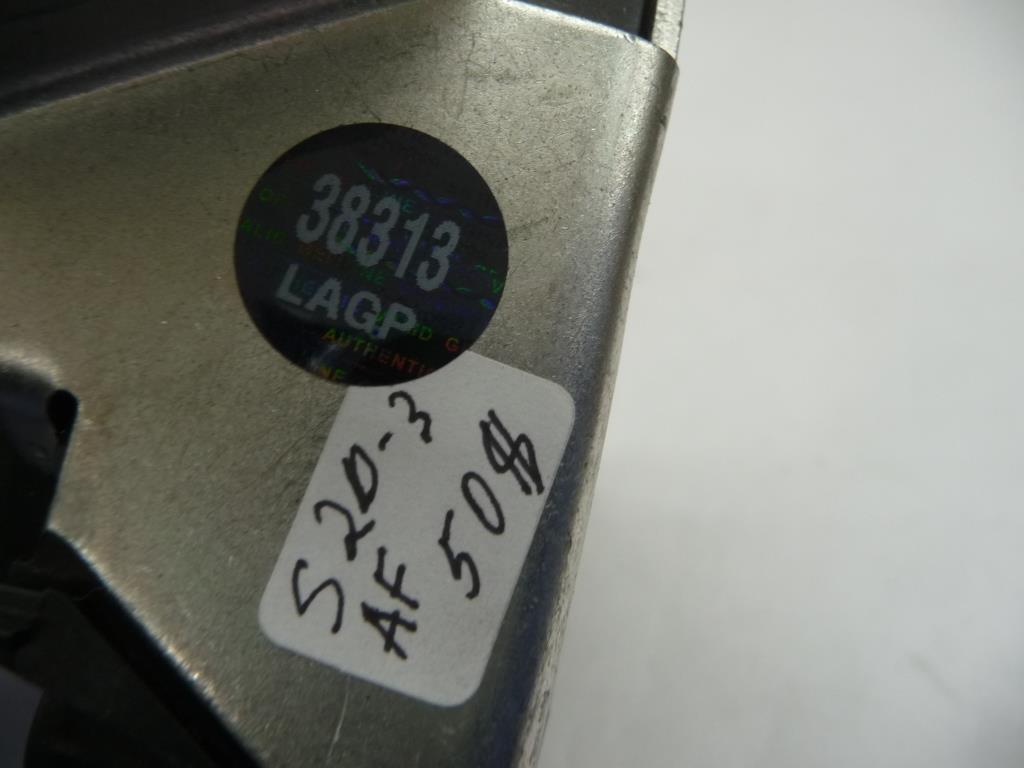 38313
LAGP
AUTHENTI
S20-3
AF 50$